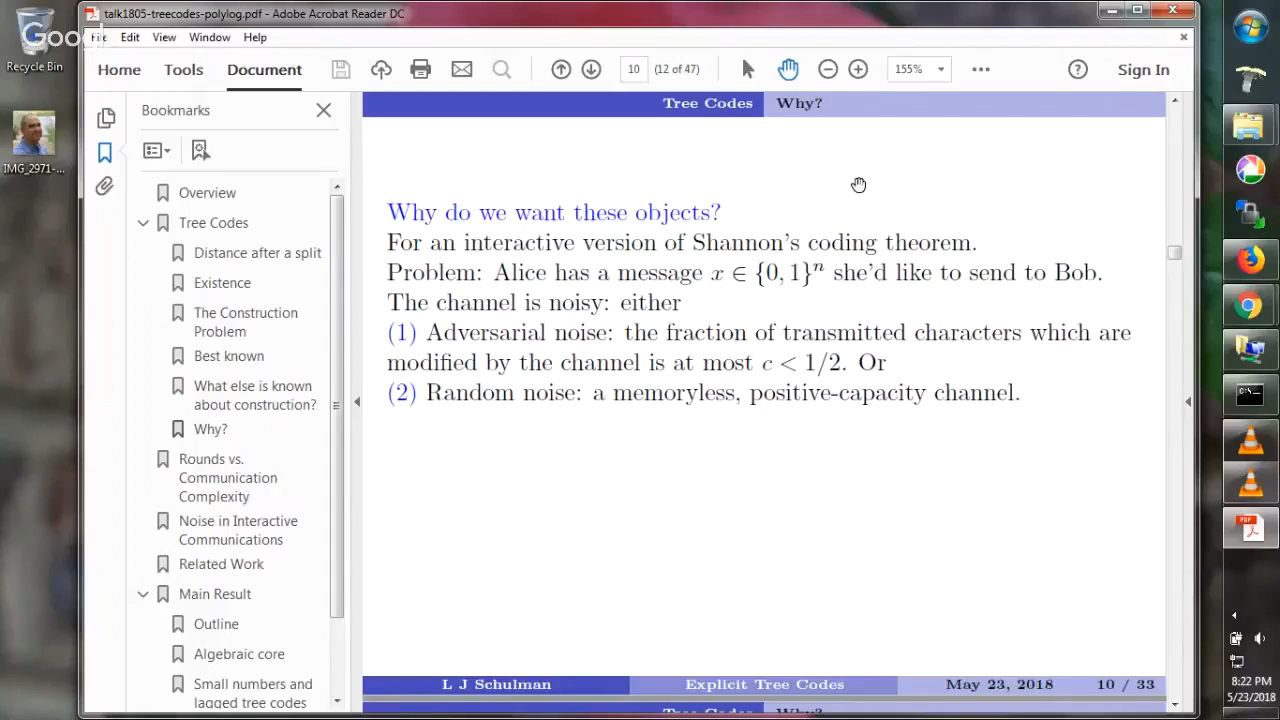 talk1805-treecodes-polylog.pdf - Adobe Acrobat Reader DC
File Edit View Window Help
Home Tools Document 10 (12 of 47) 155% Sign In
Recycle Bin
IMG_2971-...
Bookmarks
Overview
Tree Codes
Distance after a split
Existence
The Construction
Problem
Best known
What else is known
about construction?
Why?
Rounds vs.
Communication
Complexity
Noise in Interactive
Communications
Related Work
Main Result
Outline
Algebraic core
Small numbers and
lagged tree codes
Tree Codes Why?
Why do we want these objects?
For an interactive version of Shannon's coding theorem.
Problem: Alice has a message x ∈ {0, 1}ⁿ she'd like to send to Bob.
The channel is noisy: either
(1) Adversarial noise: the fraction of transmitted characters which are
modified by the channel is at most c < 1/2. Or
(2) Random noise: a memoryless, positive-capacity channel.
L J Schulman Explicit Tree Codes May 23, 2018 10 / 33
Tree Codes Why?
PDF
8:22 PM
5/23/2018